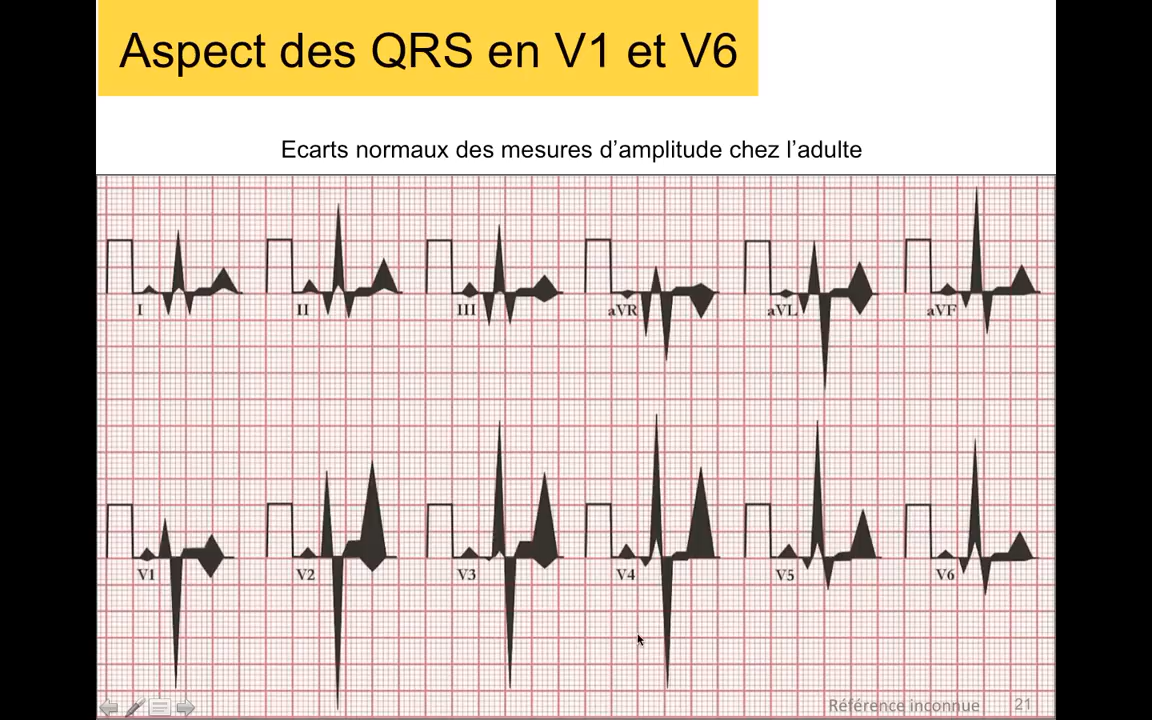 Aspect des QRS en V1 et V6
Ecarts normaux des mesures d’amplitude chez l’adulte
I II III aVR aVL aVF
V1 V2 V3 V4 V5 V6
Référence inconnue 21